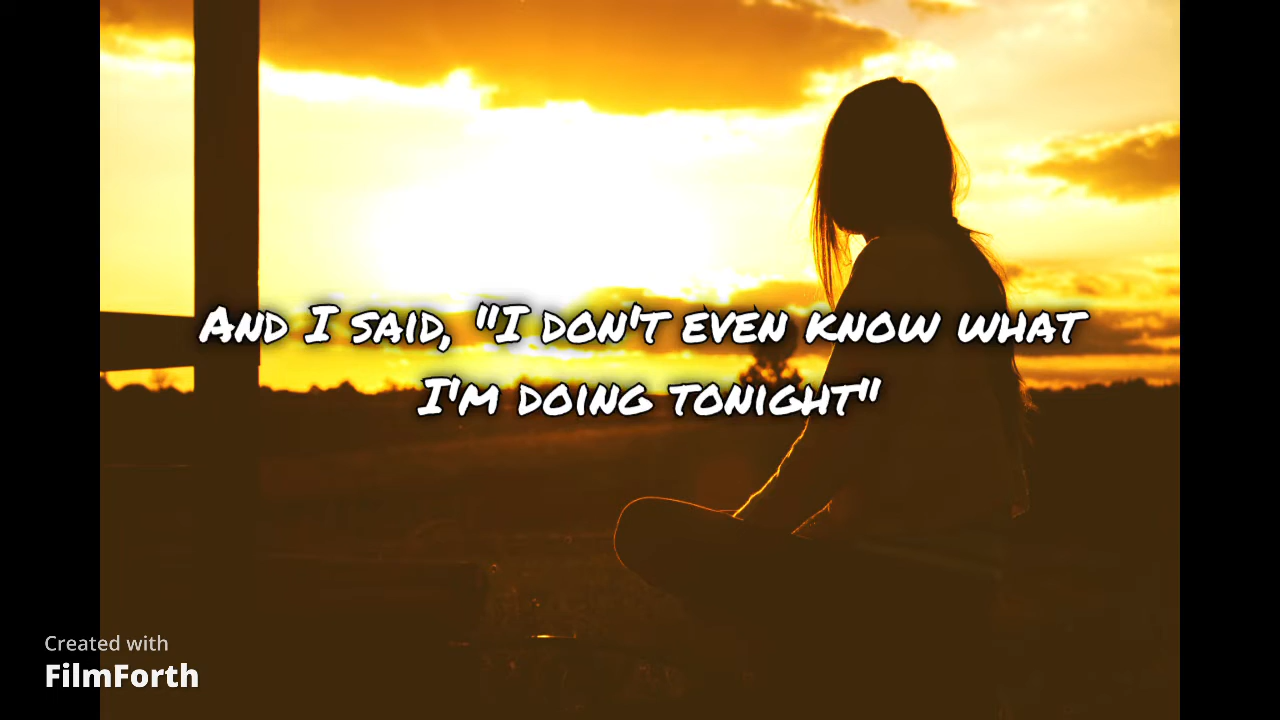 And I said, "I don't even know what
I'm doing tonight"
Created with
FilmForth